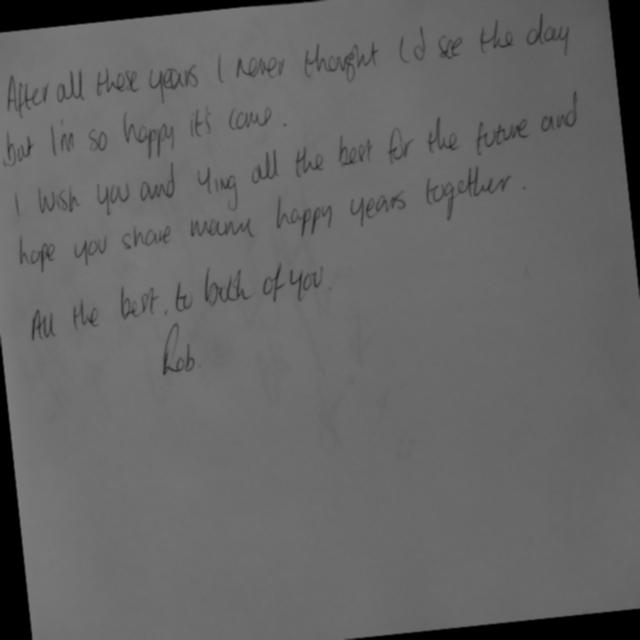 After all these years I never thought I'd see the day
but I'm so happy it's come.
I wish you and Ying all the best for the future and
hope you share many happy years together.
All the best. to both of you.
Rob.